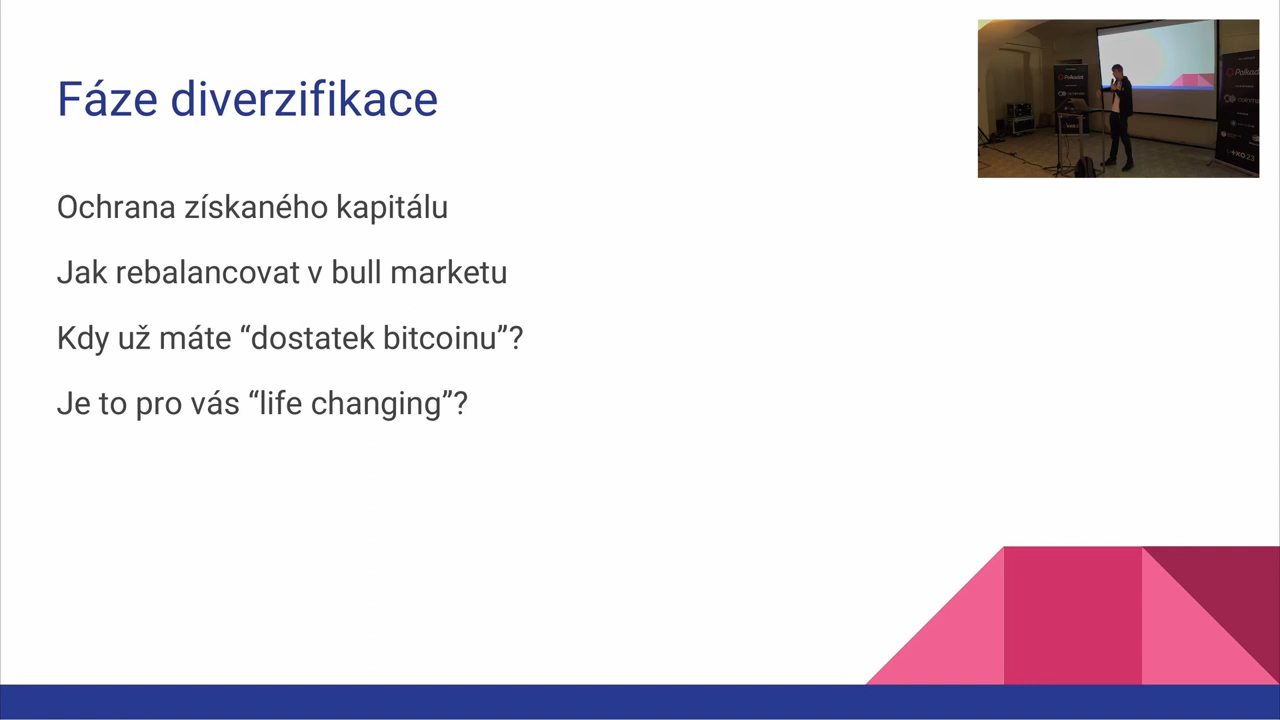 Fáze diverzifikace
Ochrana získaného kapitálu
Jak rebalancovat v bull marketu
Kdy už máte “dostatek bitcoinu”?
Je to pro vás “life changing”?